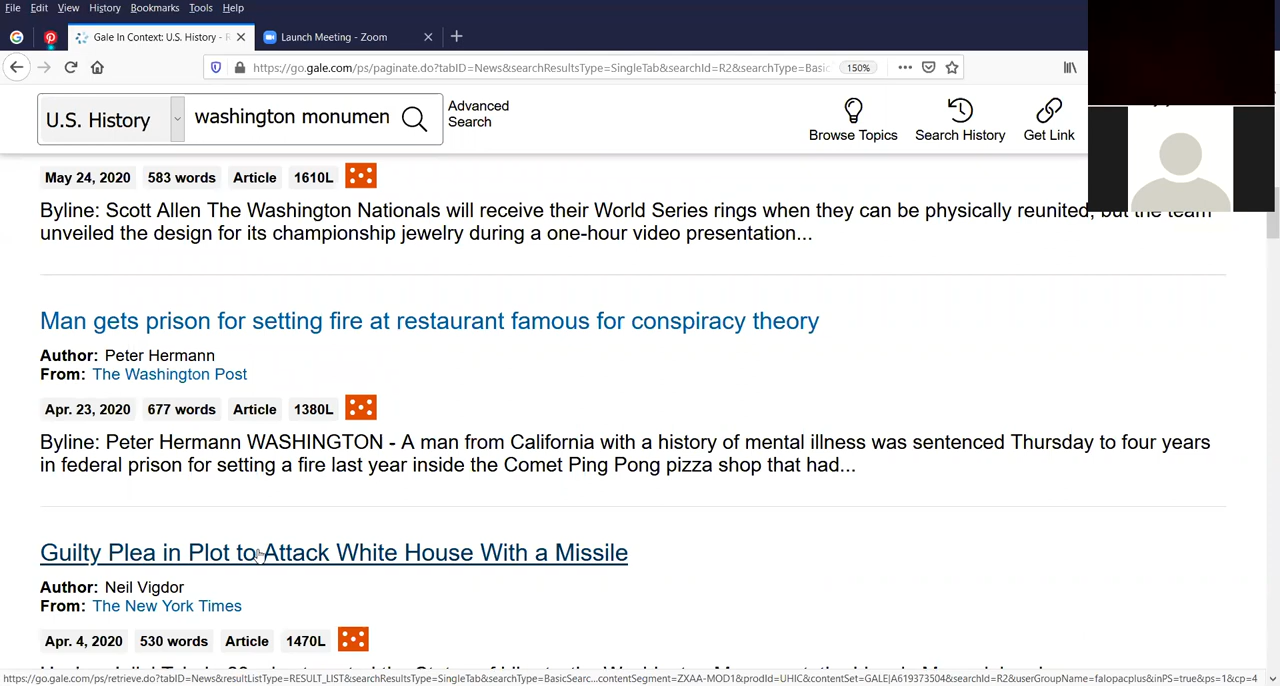 File Edit View History Bookmarks Tools Help
Gale In Context: U.S. History - R
Launch Meeting - Zoom
https://go.gale.com/ps/paginate.do?tabID=News&searchResultsType=SingleTab&searchId=R2&searchType=Basic
150%
U.S. History
washington monumen
Advanced
Search
Browse Topics
Search History
Get Link
May 24, 2020 583 words Article 1610L
Byline: Scott Allen The Washington Nationals will receive their World Series rings when they can be physically reunited, but the team
unveiled the design for its championship jewelry during a one-hour video presentation...
Man gets prison for setting fire at restaurant famous for conspiracy theory
Author: Peter Hermann
From: The Washington Post
Apr. 23, 2020 677 words Article 1380L
Byline: Peter Hermann WASHINGTON - A man from California with a history of mental illness was sentenced Thursday to four years
in federal prison for setting a fire last year inside the Comet Ping Pong pizza shop that had...
Guilty Plea in Plot to Attack White House With a Missile
Author: Neil Vigdor
From: The New York Times
Apr. 4, 2020 530 words Article 1470L
https://go.gale.com/ps/retrieve.do?tabID=News&resultListType=RESULT_LIST&searchResultsType=SingleTab&searchType=BasicSearc...contentSegment=ZXAA-MOD1&prodId=UHIC&contentSet=GALE|A619373504&searchId=R2&userGroupName=falopacplus&inPS=true&ps=1&cp=4